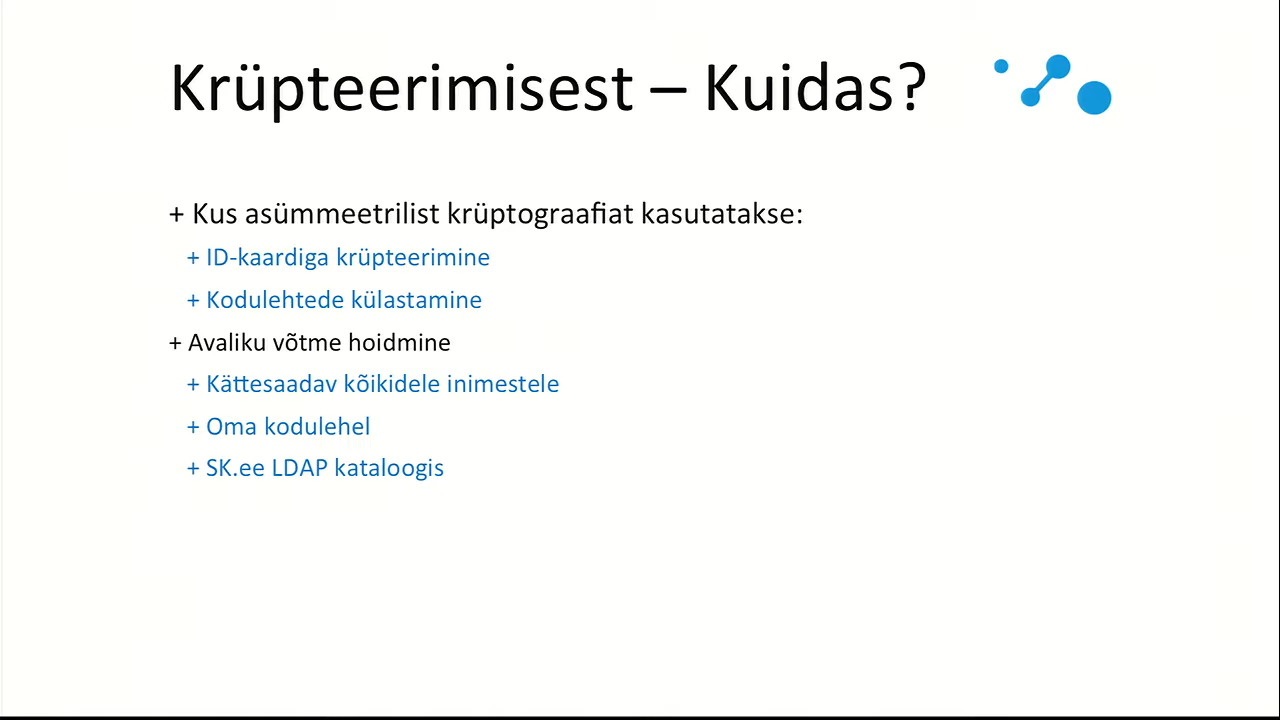 Krüpteerimisest – Kuidas?
+ Kus asümmeetrilist krüptograafiat kasutatakse:
+ ID-kaardiga krüpteerimine
+ Kodulehtede külastamine
+ Avaliku võtme hoidmine
+ Kättesaadav kõikidele inimestele
+ Oma kodulehel
+ SK.ee LDAP kataloogis